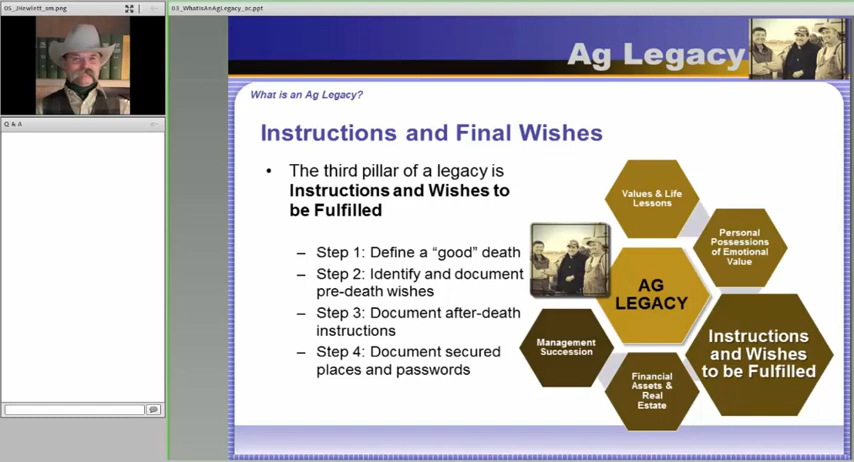 05_JHewlett_sm.png
03_WhatIsAnAgLegacy_oc.ppt
Q & A
Ag Legacy
What is an Ag Legacy?
Instructions and Final Wishes
• The third pillar of a legacy is
Instructions and Wishes to
be Fulfilled
– Step 1: Define a “good” death
– Step 2: Identify and document
pre-death wishes
– Step 3: Document after-death
instructions
– Step 4: Document secured
places and passwords
Values & Life
Lessons
Personal
Possessions
of Emotional
Value
AG
LEGACY
Instructions
and Wishes
to be Fulfilled
Management
Succession
Financial
Assets &
Real
Estate